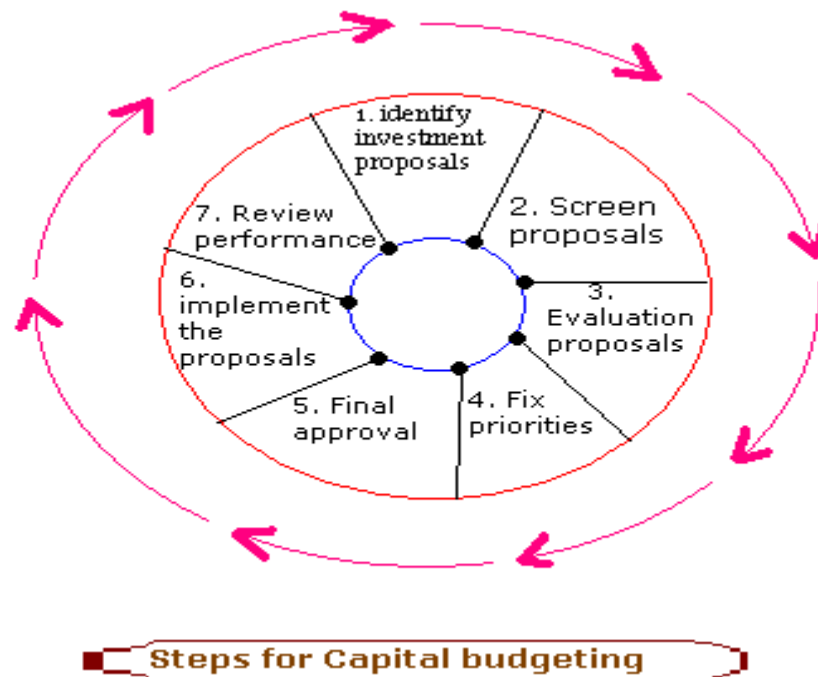 1. identify
investment
proposals
2. Screen
proposals
3.
Evaluation
proposals
4. Fix
priorities
5. Final
approval
6.
implement
the
proposals
7. Review
performance
Steps for Capital budgeting